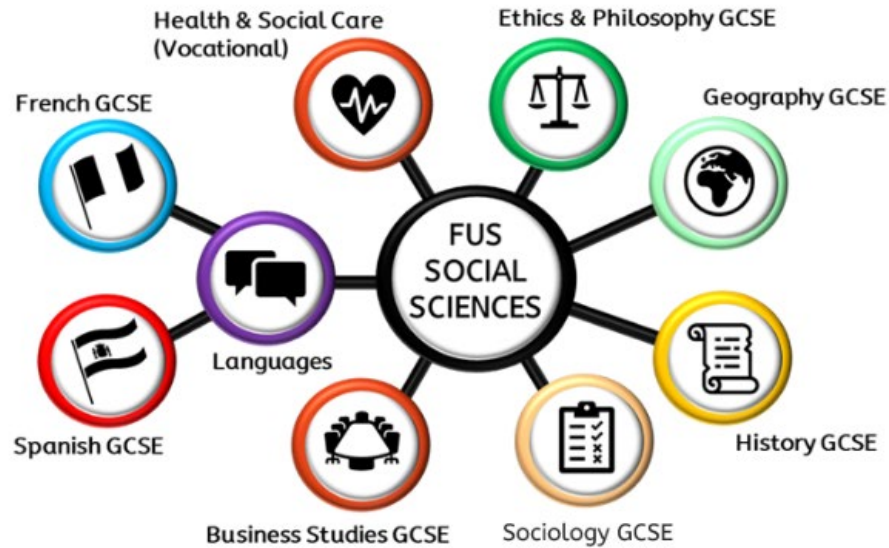 Health & Social Care
(Vocational)
Ethics & Philosophy GCSE
French GCSE
Geography GCSE
FUS
SOCIAL
SCIENCES
Languages
Spanish GCSE
History GCSE
Business Studies GCSE
Sociology GCSE